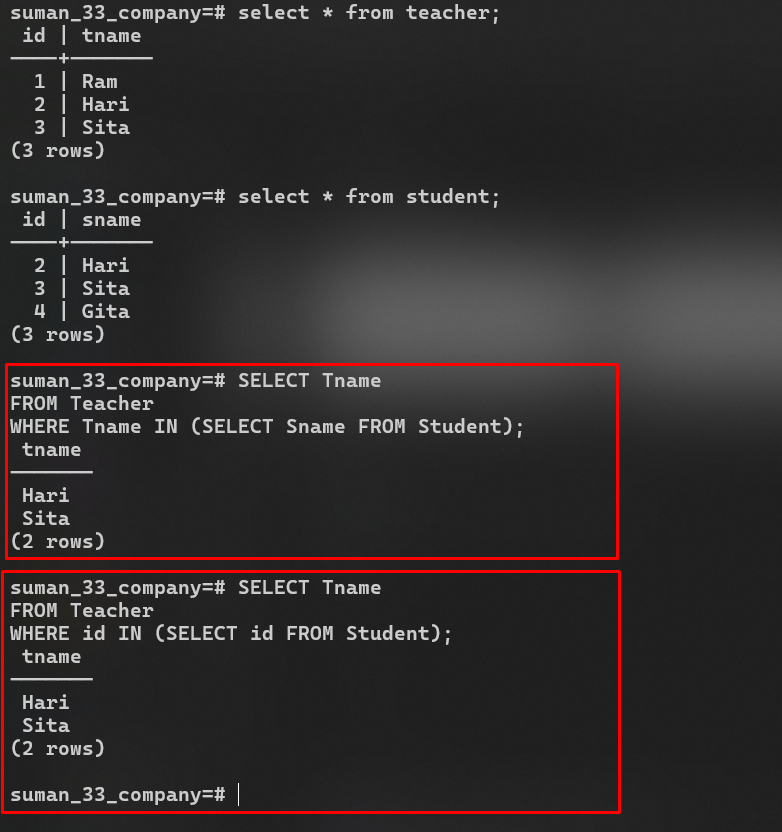 suman_33_company=# select * from teacher;
 id | tname
----+-------
  1 | Ram
  2 | Hari
  3 | Sita
(3 rows)

suman_33_company=# select * from student;
 id | sname
----+-------
  2 | Hari
  3 | Sita
  4 | Gita
(3 rows)

suman_33_company=# SELECT Tname
FROM Teacher
WHERE Tname IN (SELECT Sname FROM Student);
 tname
-------
 Hari
 Sita
(2 rows)

suman_33_company=# SELECT Tname
FROM Teacher
WHERE id IN (SELECT id FROM Student);
 tname
-------
 Hari
 Sita
(2 rows)

suman_33_company=#